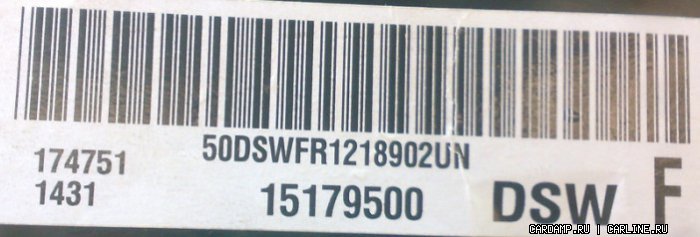 50DSWFR1218902UN
174751
1431
15179500
DSW F
CARDAMP.RU | CARLINE.RU